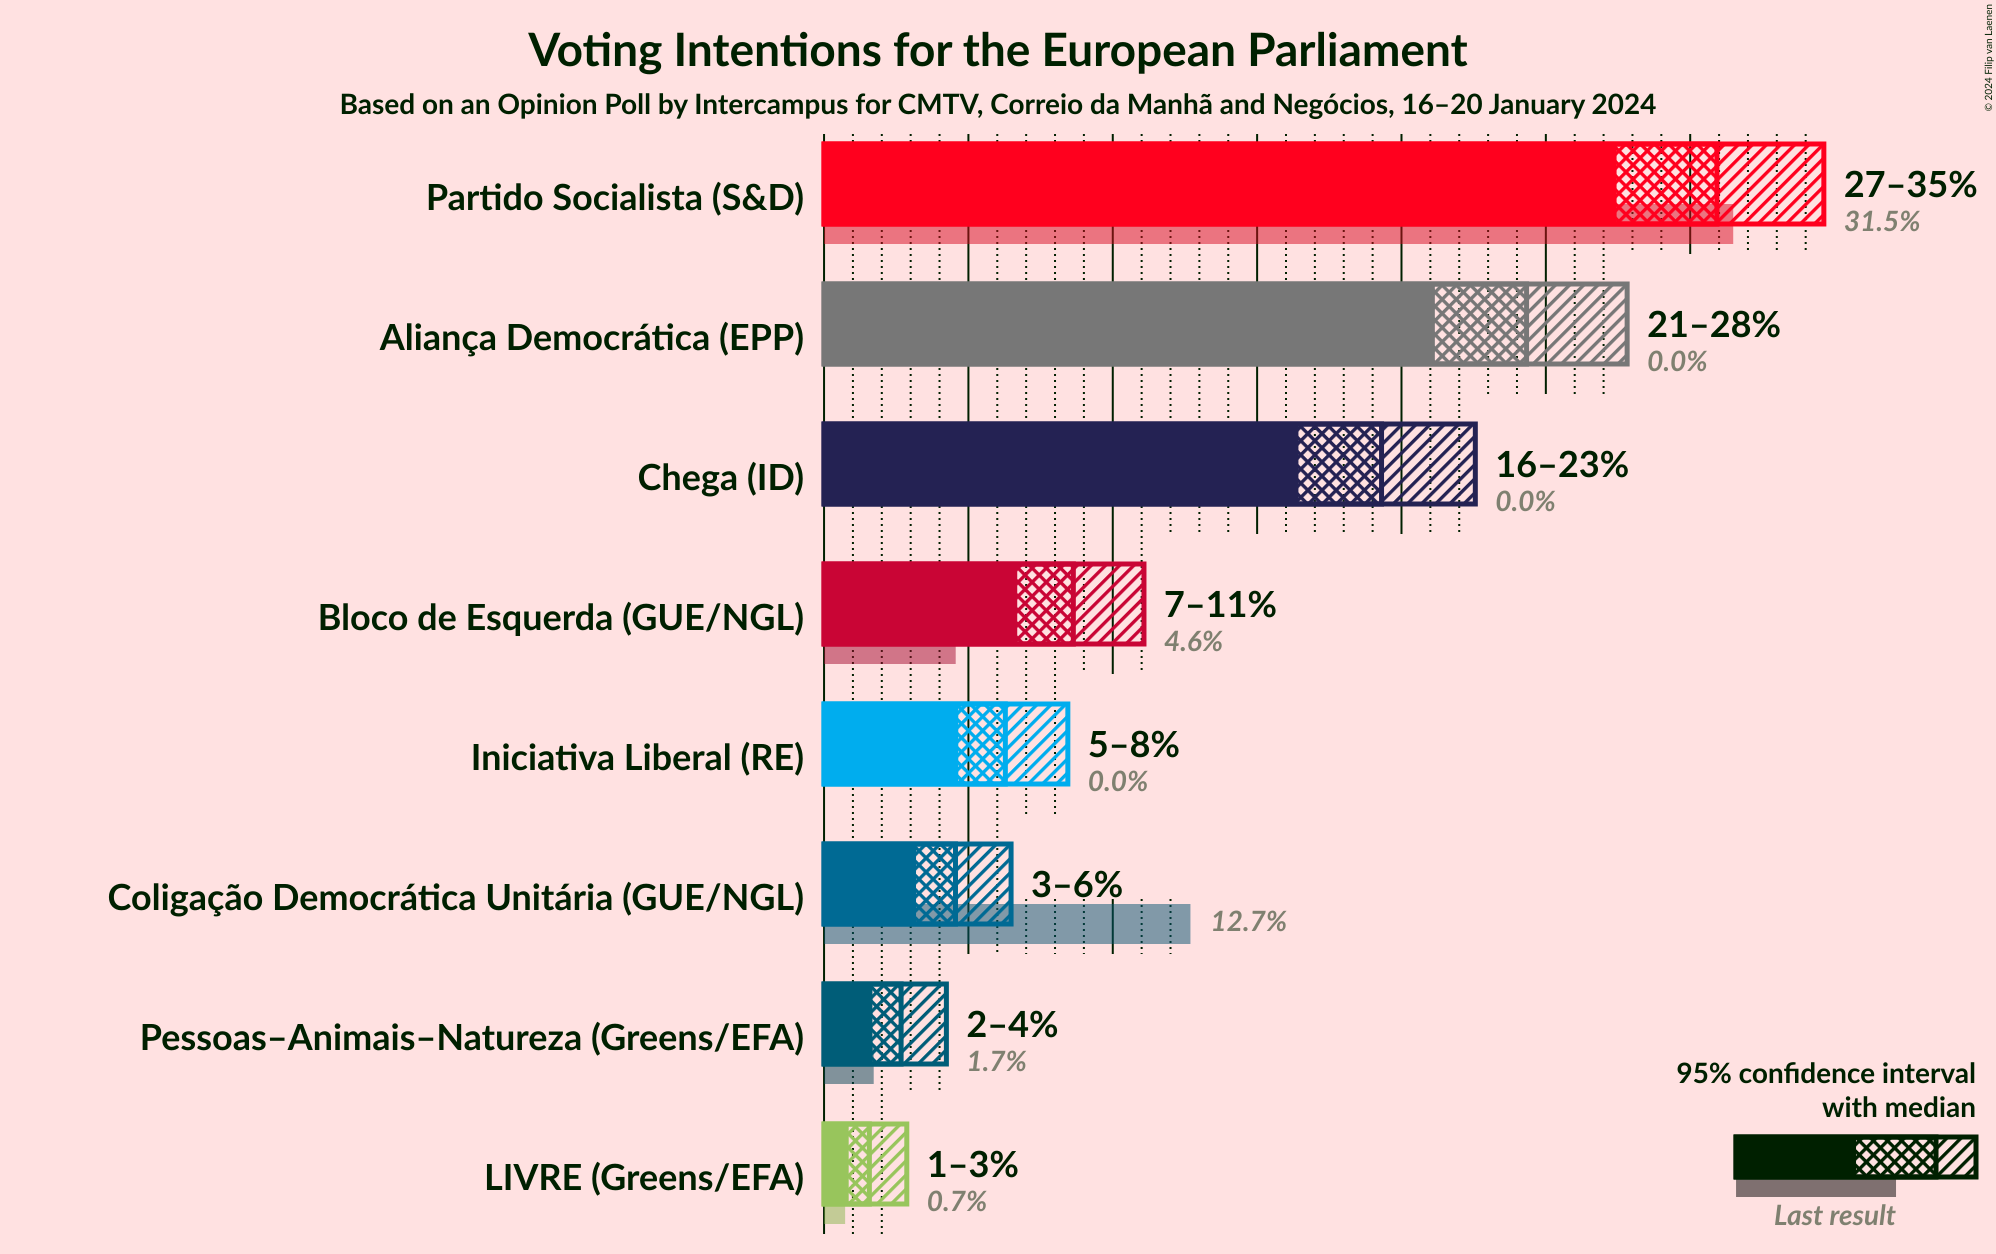 Voting Intentions for the European Parliament
Based on an Opinion Poll by Intercampus for CMTV, Correio da Manhã and Negócios, 16–20 January 2024
© 2024 Filip van Laenen
Partido Socialista (S&D)
27–35%
31.5%
Aliança Democrática (EPP)
21–28%
0.0%
Chega (ID)
16–23%
0.0%
Bloco de Esquerda (GUE/NGL)
7–11%
4.6%
Iniciativa Liberal (RE)
5–8%
0.0%
Coligação Democrática Unitária (GUE/NGL)
3–6%
12.7%
Pessoas–Animais–Natureza (Greens/EFA)
2–4%
1.7%
LIVRE (Greens/EFA)
1–3%
0.7%
95% confidence interval
with median
Last result